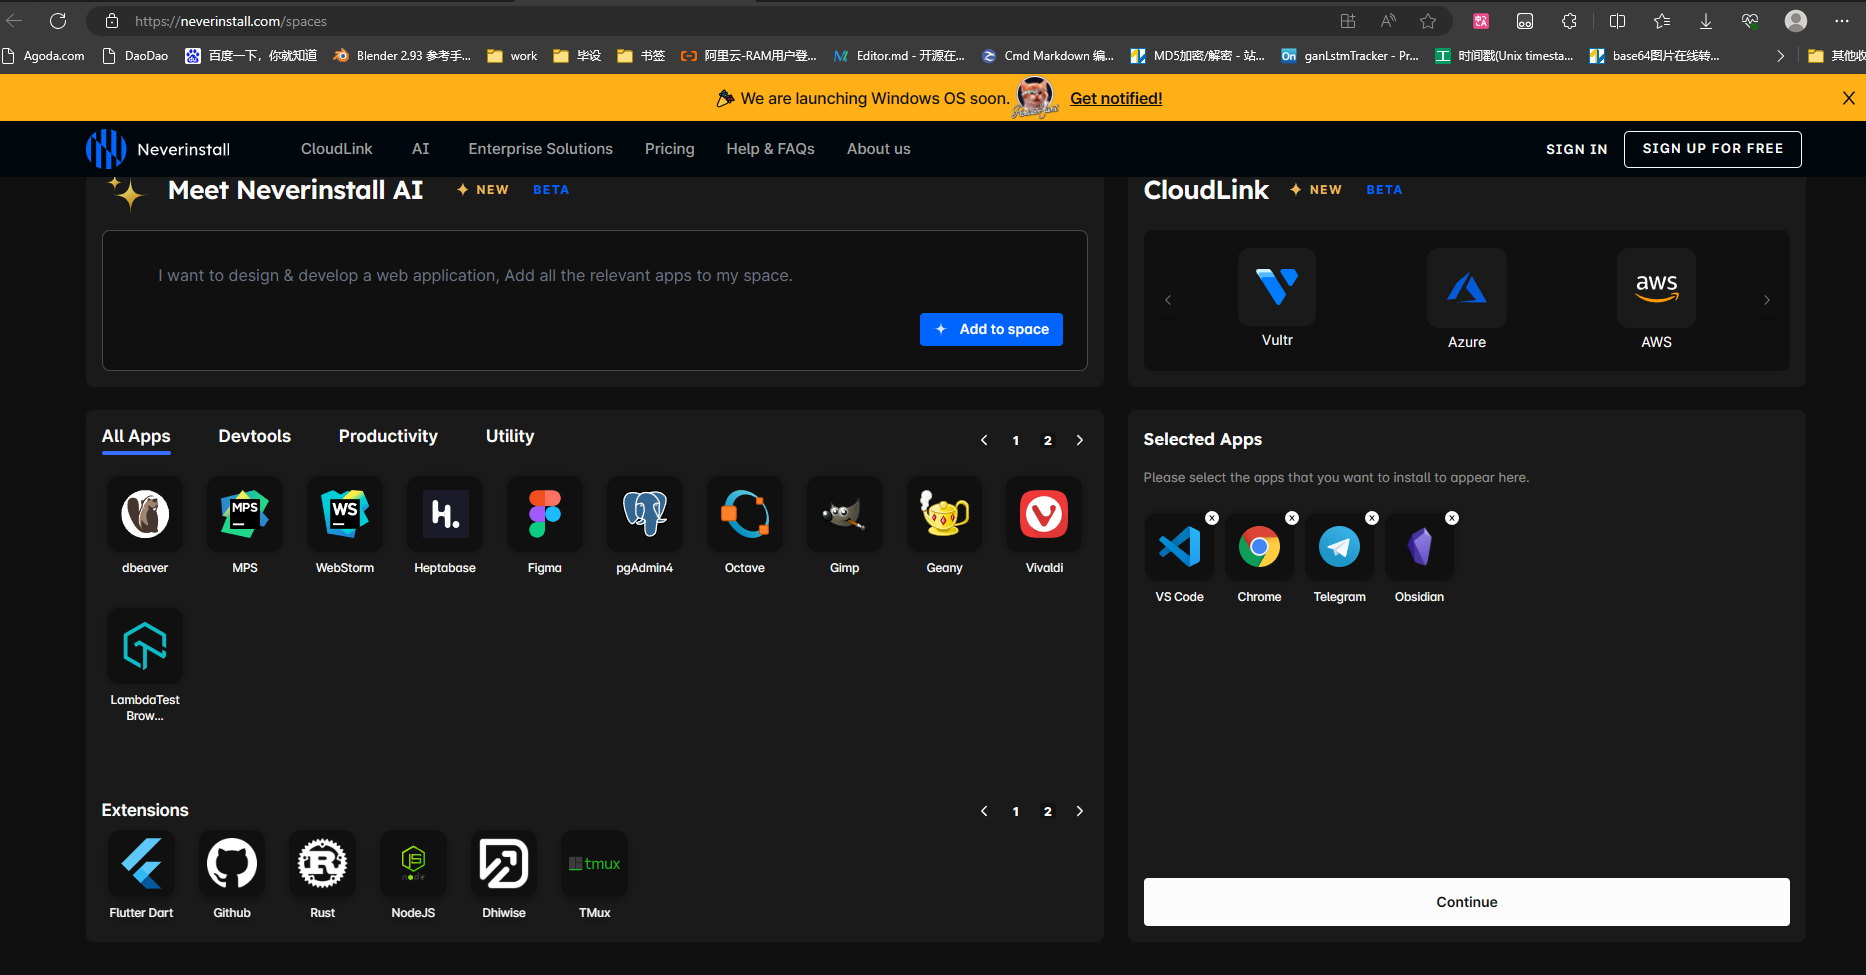 https://neverinstall.com/spaces
Agoda.com
DaoDao
百度一下，你就知道
Blender 2.93 参考手...
work
毕设
书签
阿里云-RAM用户登...
Editor.md - 开源在...
Cmd Markdown 编...
MD5加密/解密 - 站...
On
ganLstmTracker - Pr...
工
时间戳(Unix timesta...
base64图片在线转...
We are launching Windows OS soon.
Get notified!
Neverinstall
CloudLink
AI
Enterprise Solutions
Pricing
Help & FAQs
About us
SIGN IN
SIGN UP FOR FREE
Meet Neverinstall AI
NEW
BETA
I want to design & develop a web application, Add all the relevant apps to my space.
Add to space
CloudLink
NEW
BETA
aws
Vultr
Azure
AWS
All Apps
Devtools
Productivity
Utility
1
2
MPS
WS
H.
dbeaver
MPS
WebStorm
Heptabase
Figma
pgAdmin4
Octave
Gimp
Geany
Vivaldi
LambdaTest
Brow...
Selected Apps
Please select the apps that you want to install to appear here.
VS Code
Chrome
Telegram
Obsidian
Extensions
1
2
R
JS
tmux
Flutter Dart
Github
Rust
NodeJS
Dhiwise
TMux
Continue